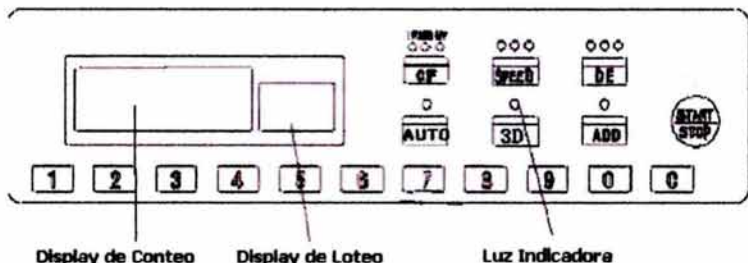 CF SPEED DE
AUTO 3D ADD
START
STOP
1 2 3 4 5 6 7 8 9 0 C
Display de Conteo Display de Loteo Luz Indicadora